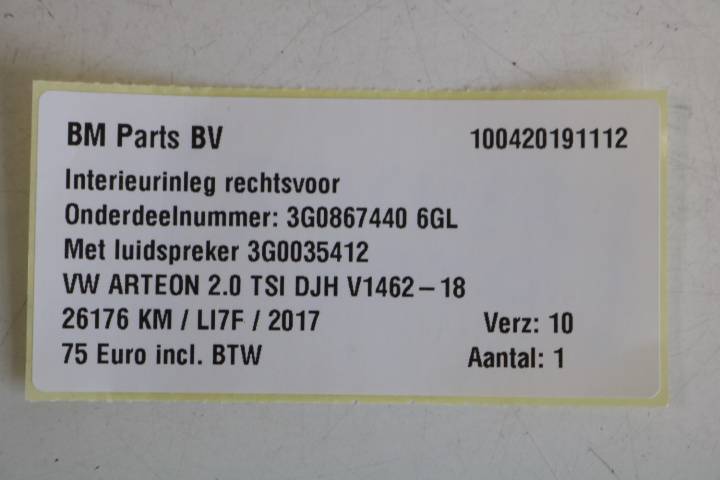 BM Parts BV 100420191112
Interieurinleg rechtsvoor
Onderdeelnummer: 3G0867440 6GL
Met luidspreker 3G0035412
VW ARTEON 2.0 TSI DJH V1462-18
26176 KM / LI7F / 2017 Verz: 10
75 Euro incl. BTW Aantal: 1